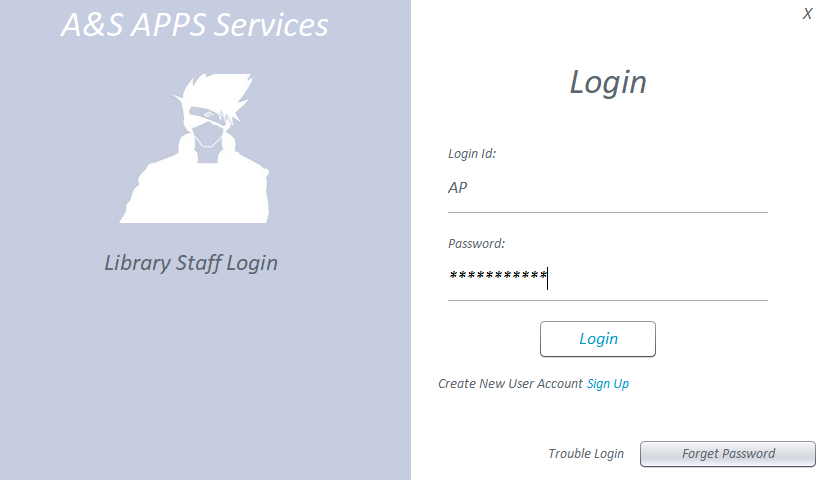 A&S APPS Services
Library Staff Login
X
Login
Login Id:
AP
Password:
***********
Login
Create New User Account Sign Up
Trouble Login Forget Password